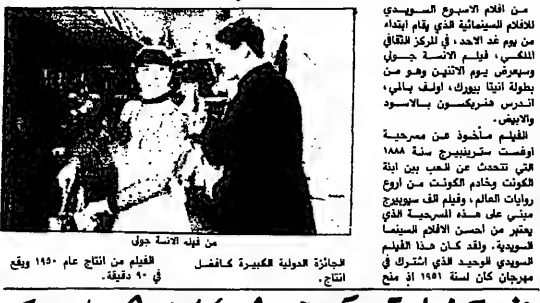 من افلام الاسبوع السويدي
للافلام السينمائية الذي يقام ابتداء
من يوم غد الاحد، في المركز الثقافي
الملكي، فيلم الانسة جولي
وسيعرض يوم الاثنين وهو من
بطولة انيتا بيورك، اولف بالمي،
اندرس هنريكسون بالاسود
والابيض.
الفيلم مأخوذ عن مسرحية
اوغست سترينبيرج سنة ١٨٨٨
التي تتحدث عن الحب بين ابنة
الكونت وخادم الكونت من اروع
روايات العالم، وفيلم الف سيوبيرج
مبني على هذه المسرحية الذي
يعتبر من احسن الافلام السينما
السويدية. ولقد كان هذا الفيلم
السويدي الوحيد الذي اشترك في
مهرجان كان لسنة ١٩٥١ اذ منح
من فيلم الانسة جولي
الجائزة الدولية الكبيرة كافضل
انتاج.
الفيلم من انتاج عام ١٩٥٠ ويقع
في ٩٠ دقيقة.